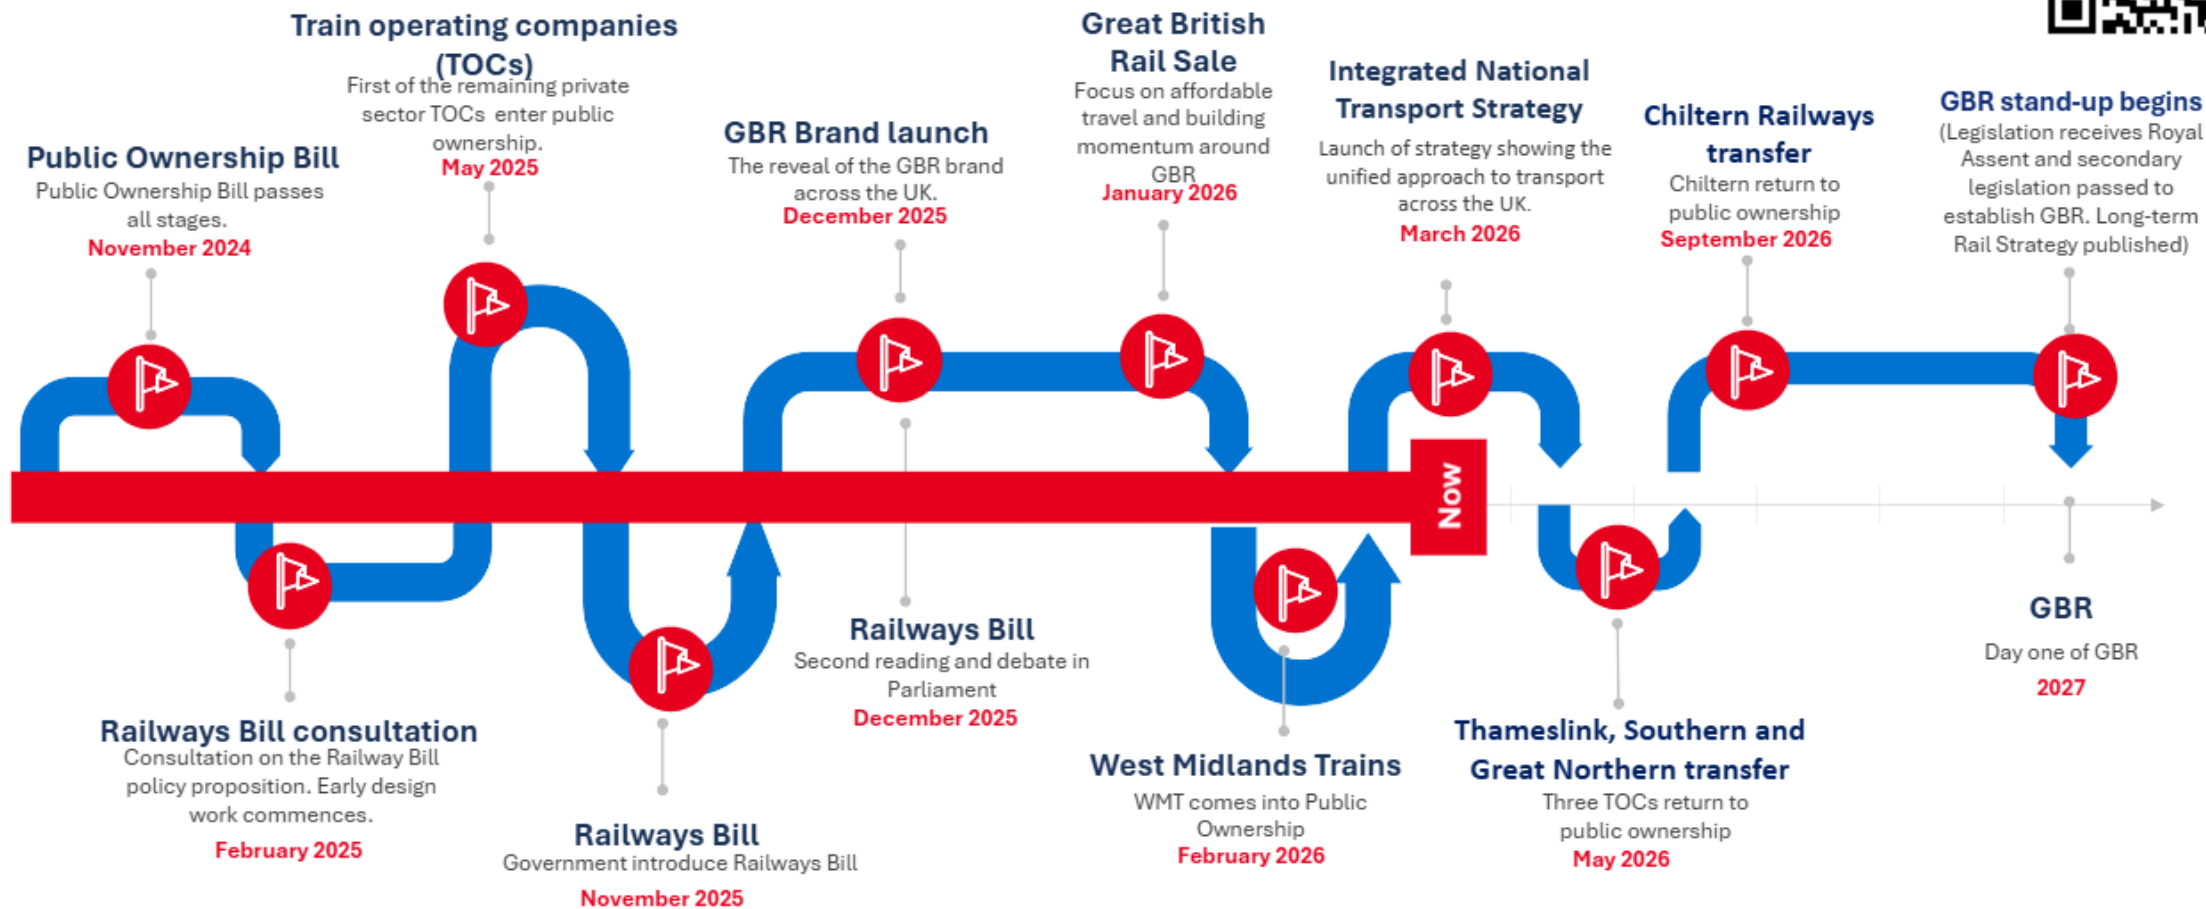 Public Ownership Bill
Public Ownership Bill passes
all stages.
November 2024
Train operating companies
(TOCs)
First of the remaining private
sector TOCs enter public
ownership.
May 2025
GBR Brand launch
The reveal of the GBR brand
across the UK.
December 2025
Great British
Rail Sale
Focus on affordable
travel and building
momentum around
GBR
January 2026
Integrated National
Transport Strategy
Launch of strategy showing the
unified approach to transport
across the UK.
March 2026
Chiltern Railways
transfer
Chiltern return to
public ownership
September 2026
GBR stand-up begins
(Legislation receives Royal
Assent and secondary
legislation passed to
establish GBR. Long-term
Rail Strategy published)
Now
Railways Bill consultation
Consultation on the Railway Bill
policy proposition. Early design
work commences.
February 2025
Railways Bill
Government introduce Railways Bill
November 2025
Railways Bill
Second reading and debate in
Parliament
December 2025
West Midlands Trains
WMT comes into Public
Ownership
February 2026
Thameslink, Southern and
Great Northern transfer
Three TOCs return to
public ownership
May 2026
GBR
Day one of GBR
2027